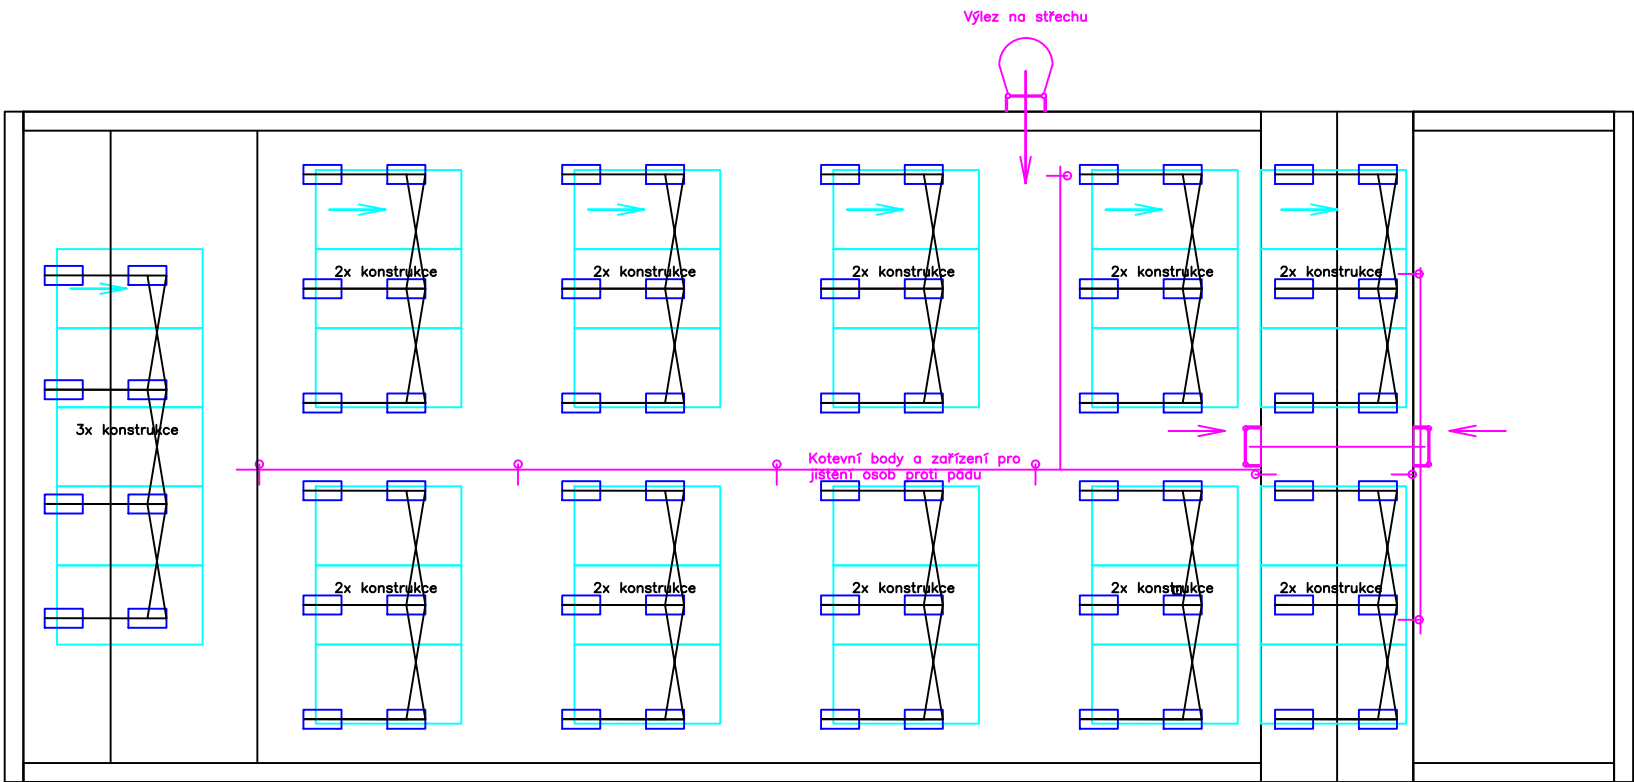 Výlez na střechu
2x konstrukce
2x konstrukce
2x konstrukce
2x konstrukce
2x konstrukce
3x konstrukce
Kotevní body a zařízení pro
jištění osob proti pádu
2x konstrukce
2x konstrukce
2x konstrukce
2x konstrukce
2x konstrukce